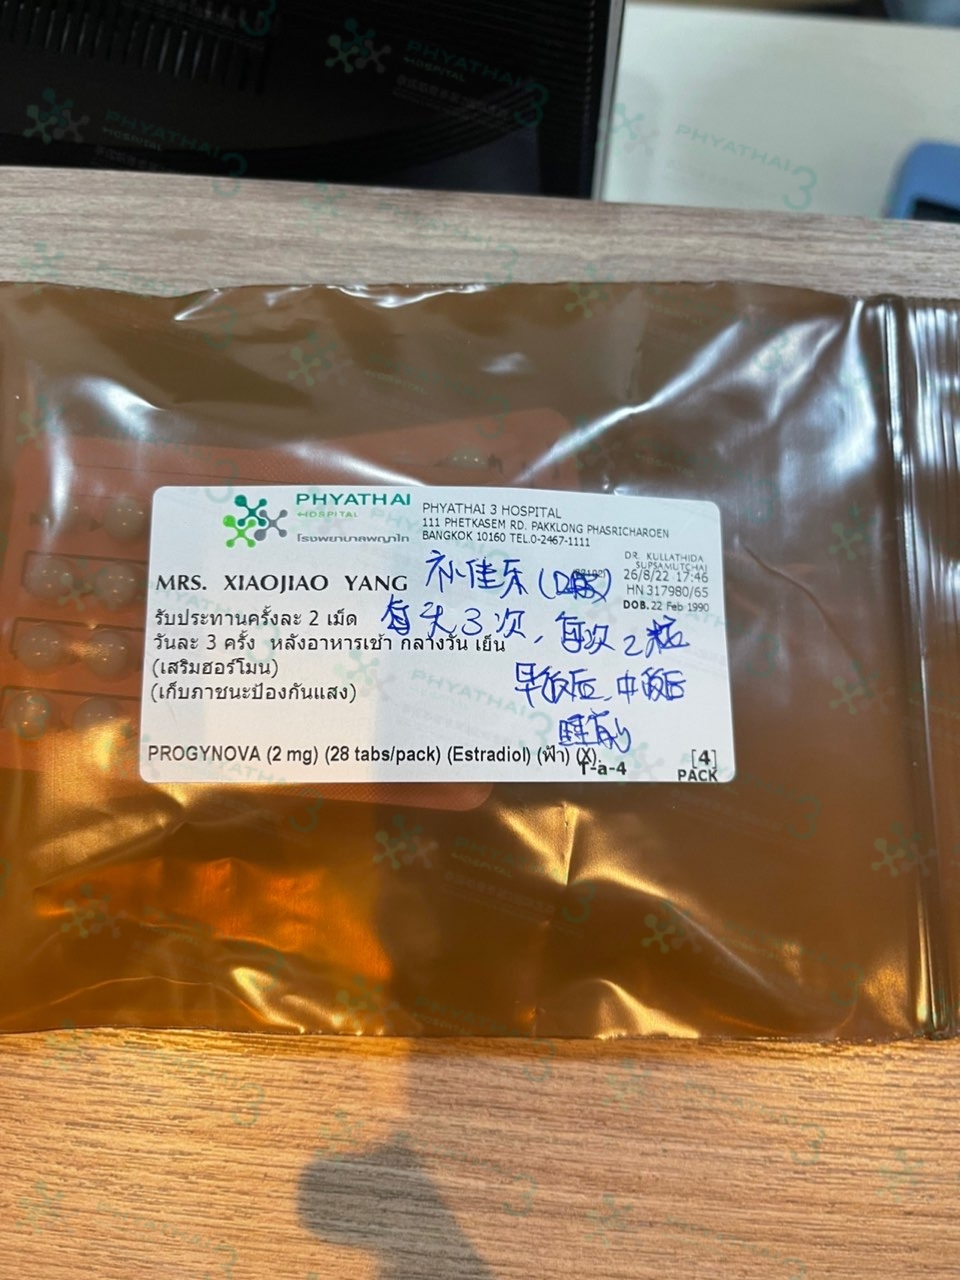 PHYATHAI
HOSPITAL
โรงพยาบาลพญาไท
PHYATHAI 3 HOSPITAL
111 PHETKASEM RD. PAKKLONG PHASRICHAROEN
BANGKOK 10160 TEL.0-2467-1111
DR. KULLATHIDA
SUPSAMUTCHAI
26/8/22 17:46
HN 317980/65
DOB. 22 Feb 1990
MRS. XIAOJIAO YANG
补佳乐 (口服)
รับประทานครั้งละ 2 เม็ด
每天3次, 每次2粒
วันละ 3 ครั้ง หลังอาหารเช้า กลางวัน เย็น
(เสริมฮอร์โมน)
早饭后 中饭后
(เก็บภาชนะป้องกันแสง)
睡前
PROGYNOVA (2 mg) (28 tabs/pack) (Estradiol) (ฟ้า) (X)
T-a-4
[4]
PACK